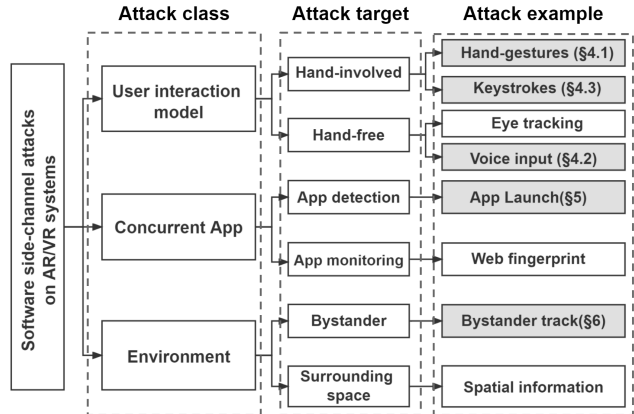 Attack class
Attack target
Attack example
Software side-channel attacks
on AR/VR systems
User interaction
model
Hand-involved
Hand-gestures (§4.1)
Keystrokes (§4.3)
Hand-free
Eye tracking
Voice input (§4.2)
Concurrent App
App detection
App Launch(§5)
App monitoring
Web fingerprint
Environment
Bystander
Bystander track(§6)
Surrounding
space
Spatial information